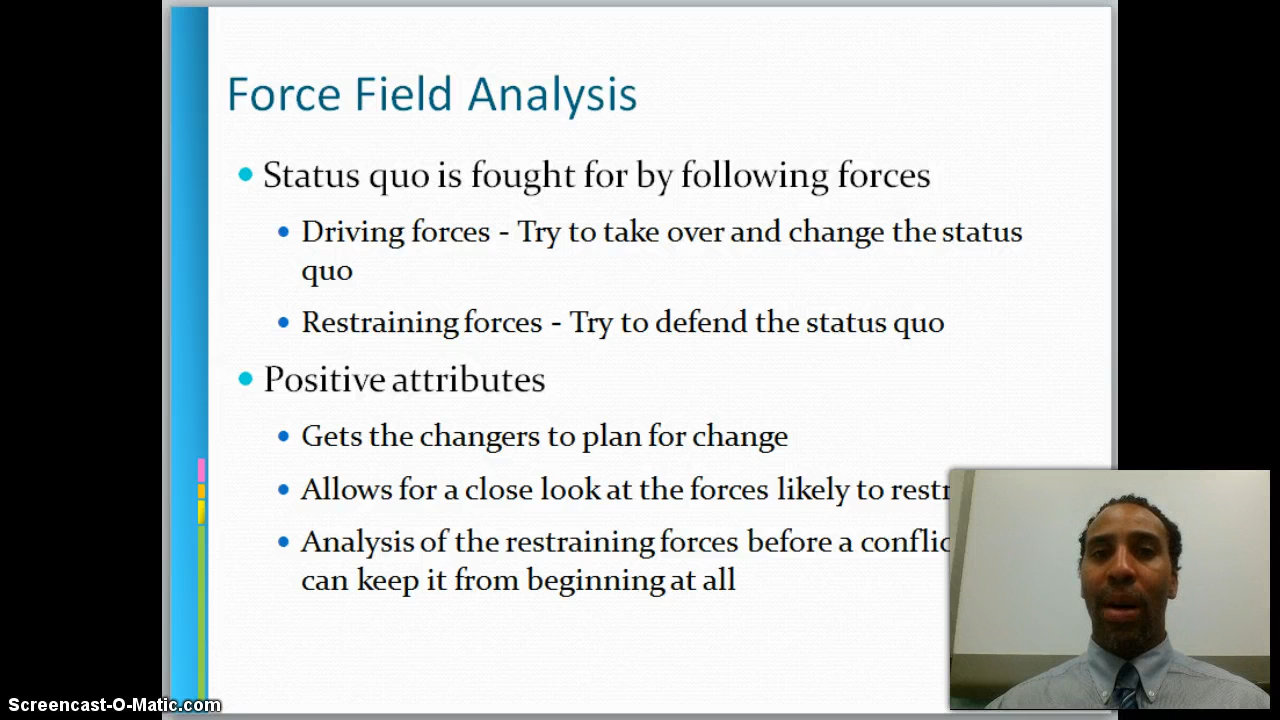 Force Field Analysis
Status quo is fought for by following forces
Driving forces - Try to take over and change the status
quo
Restraining forces - Try to defend the status quo
Positive attributes
Gets the changers to plan for change
Allows for a close look at the forces likely to
Analysis of the restraining forces before a
can keep it from beginning at all
Screencast-O-Matic.com